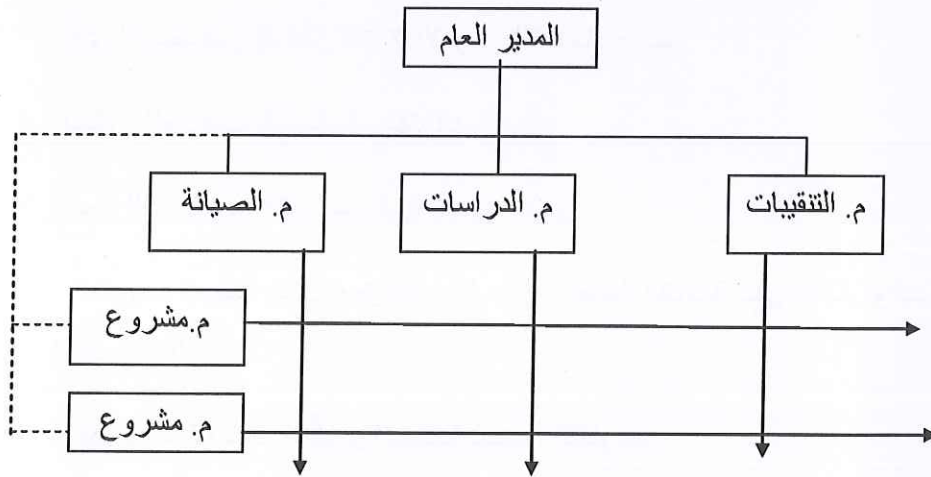 المدير العام
م. التنقيبات
م. الدراسات
م. الصيانة
م.مشروع
م. مشروع